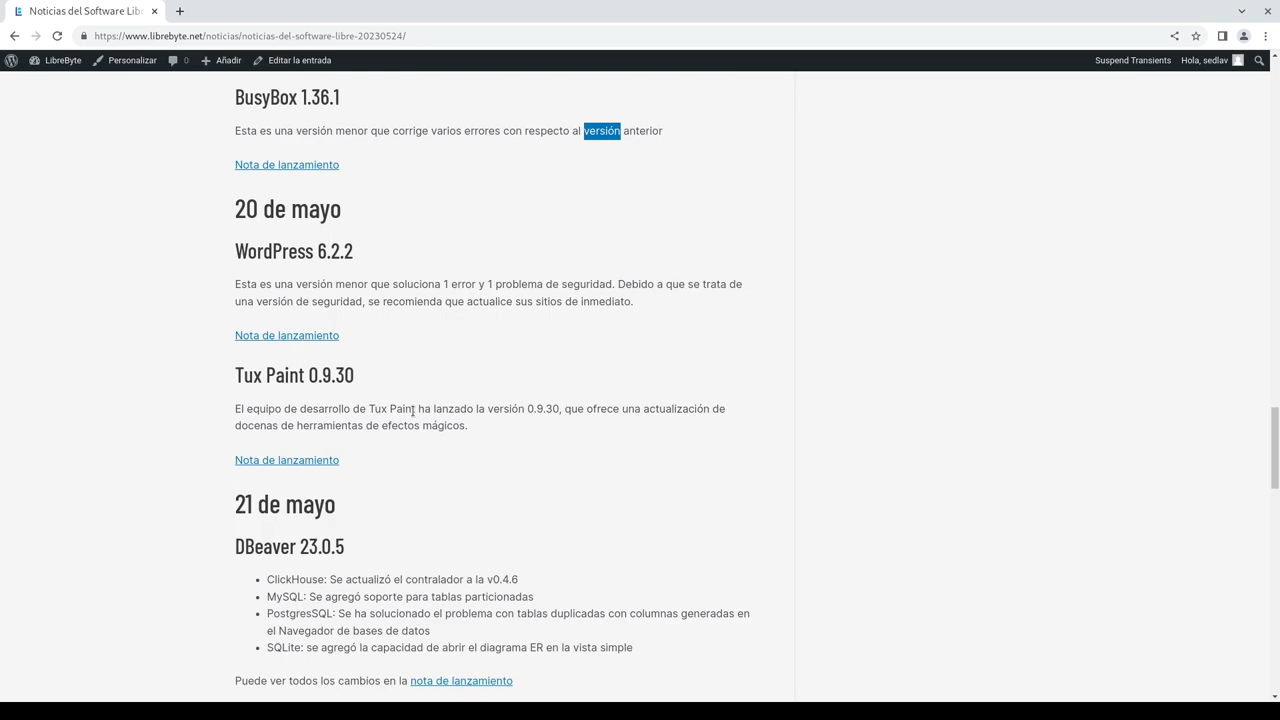 Noticias del Software Libr
https://www.librebyte.net/noticias/noticias-del-software-libre-20230524/
LibreByte Personalizar 0 Añadir Editar la entrada Suspend Transients Hola, sedlav
BusyBox 1.36.1
Esta es una versión menor que corrige varios errores con respecto al versión anterior
Nota de lanzamiento
20 de mayo
WordPress 6.2.2
Esta es una versión menor que soluciona 1 error y 1 problema de seguridad. Debido a que se trata de
una versión de seguridad, se recomienda que actualice sus sitios de inmediato.
Nota de lanzamiento
Tux Paint 0.9.30
El equipo de desarrollo de Tux Paint ha lanzado la versión 0.9.30, que ofrece una actualización de
docenas de herramientas de efectos mágicos.
Nota de lanzamiento
21 de mayo
DBeaver 23.0.5
• ClickHouse: Se actualizó el contralador a la v0.4.6
• MySQL: Se agregó soporte para tablas particionadas
• PostgresSQL: Se ha solucionado el problema con tablas duplicadas con columnas generadas en
el Navegador de bases de datos
• SQLite: se agregó la capacidad de abrir el diagrama ER en la vista simple
Puede ver todos los cambios en la nota de lanzamiento